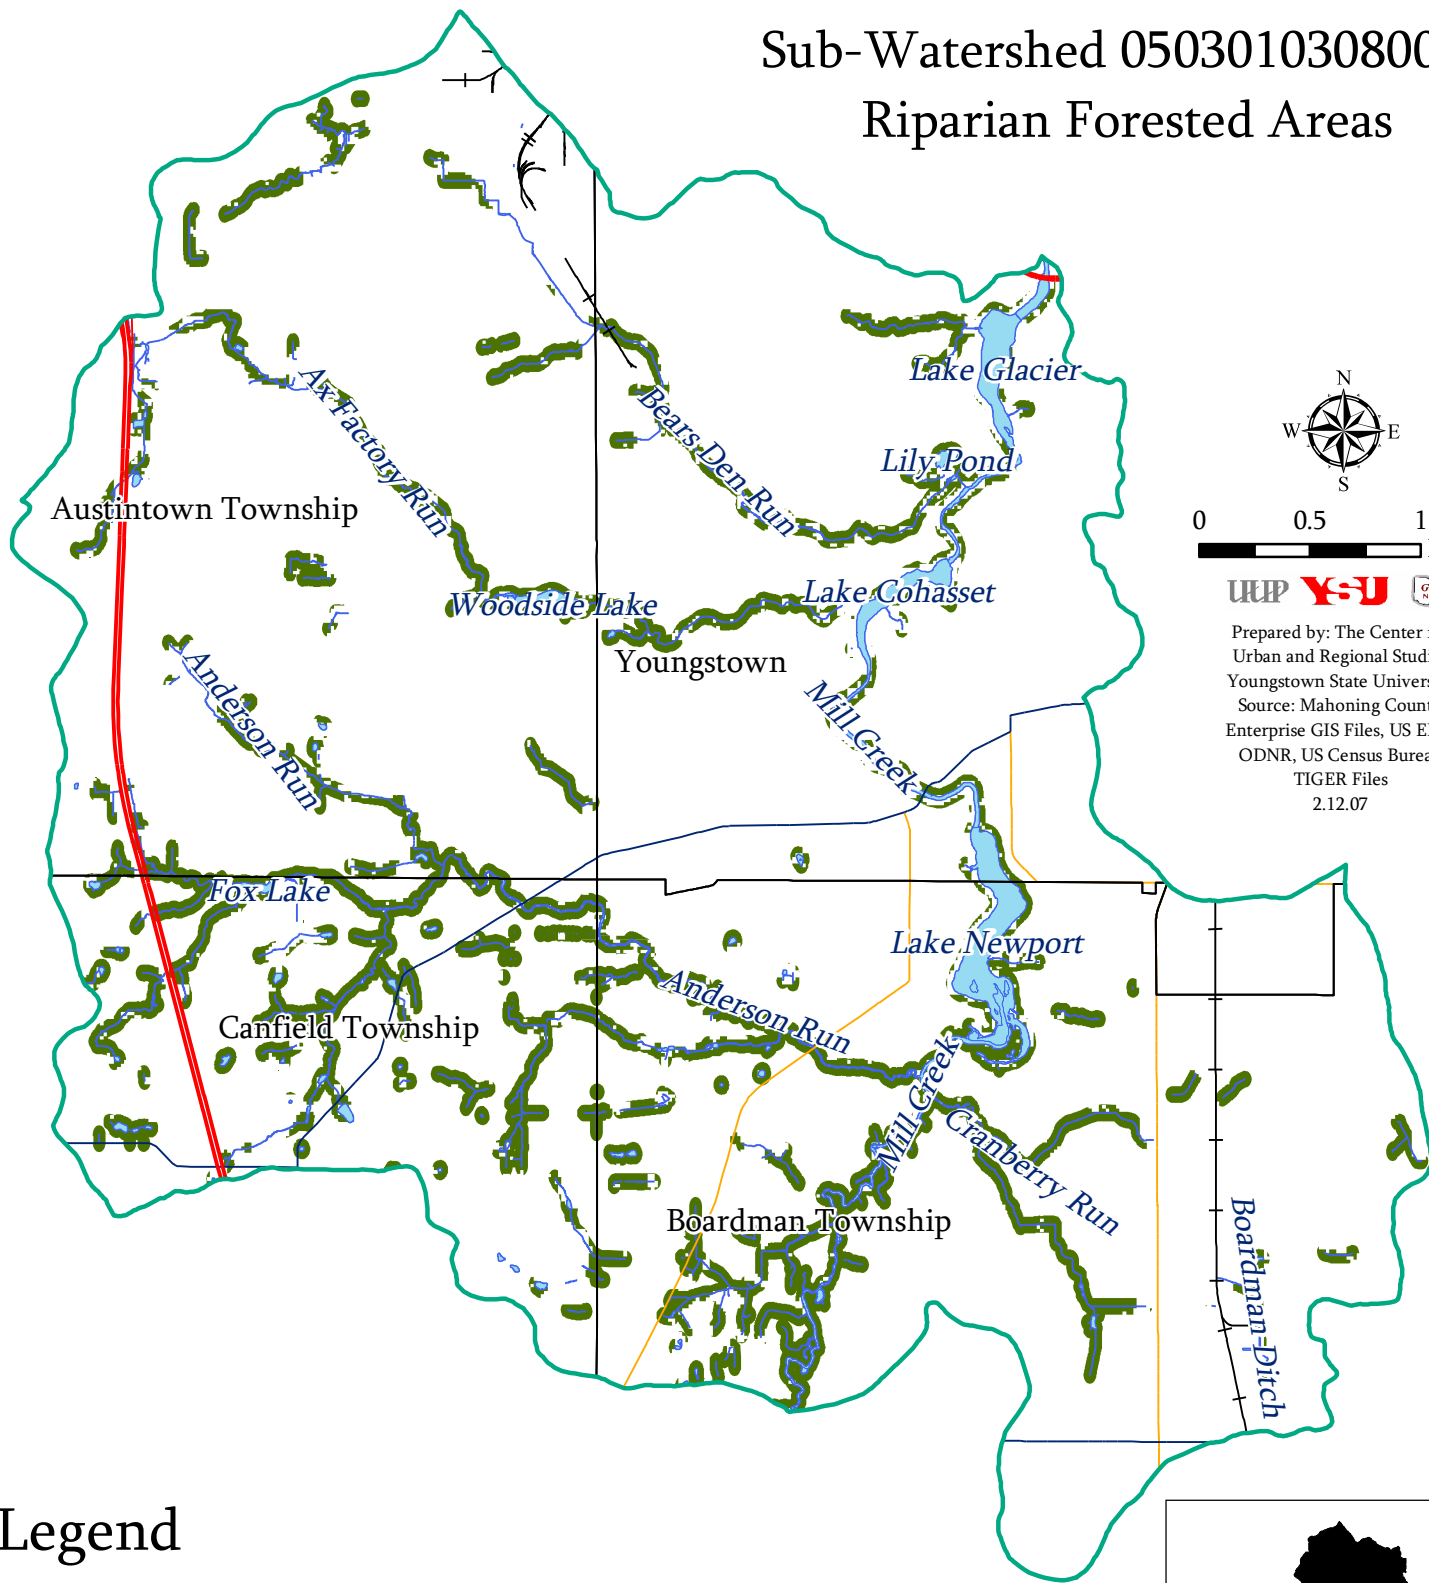 Sub-Watershed 05030103080
Riparian Forested Areas
Lake Glacier
N
W
E
S
Ax Factory Run
Bears Den Run
Lily Pond
Austintown Township
0 0.5 1
Woodside Lake
Lake Cohasset
UUP YSU
Youngstown
Prepared by: The Center
Urban and Regional Stud
Youngstown State Univers
Source: Mahoning Coun
Enterprise GIS Files, US E
ODNR, US Census Burea
TIGER Files
2.12.07
Anderson Run
Mill Creek
Fox Lake
Lake Newport
Anderson Run
Canfield Township
Mill Creek
Cranberry Run
Boardman Township
Boardman Ditch
Legend